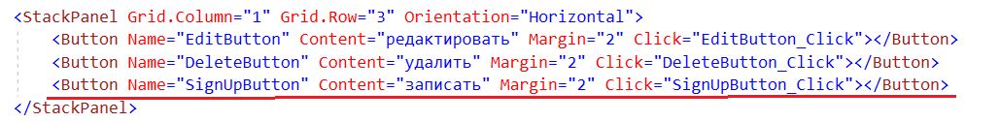 <StackPanel Grid.Column="1" Grid.Row="3" Orientation="Horizontal">
<Button Name="EditButton" Content="редактировать" Margin="2" Click="EditButton_Click"></Button>
<Button Name="DeleteButton" Content="удалить" Margin="2" Click="DeleteButton_Click"></Button>
<Button Name="SignUpButton" Content="записать" Margin="2" Click="SignUpButton_Click"></Button>
</StackPanel>